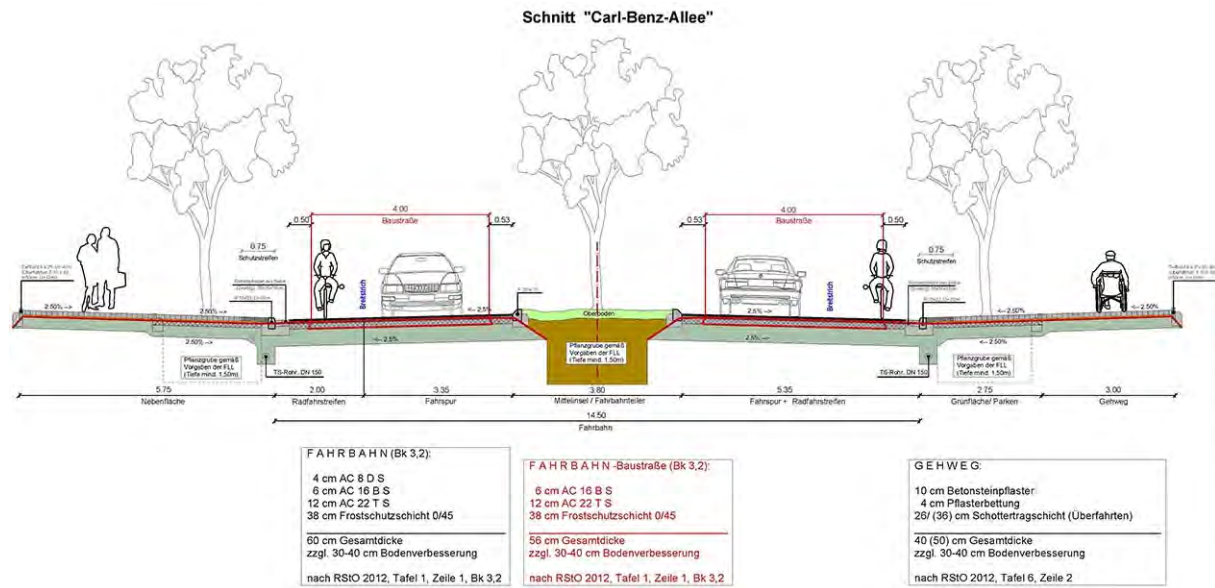 Schnitt "Carl-Benz-Allee"
4.00
Baustraße
0.50
0.53
0.75
Schutzstreifen
Breitstrich
4.00
Baustraße
0.53
0.50
0.75
Schutzstreifen
Breitstrich
2.50% -->
2.50% -->
2.50% -->
<-- 2.5%
Oberboden
2.5% -->
2,5% -->
<-- 2.50%
<-- 2.50%
2.50%
Pflanzgrube gemäß
Vorgaben der FLL
(Tiefe mind. 1,50m)
TS-Rohr, DN 150
Pflanzgrube gemäß
Vorgaben der FLL
(Tiefe mind. 1,50m)
TS-Rohr, DN 150
Pflanzgrube gemäß
Vorgaben der FLL
(Tiefe mind. 1,50m)
5.75
2.00
3.35
3.80
5.35
2.75
3.00
Nebenfläche
Radfahrstreifen
Fahrspur
Mittelinsel / Fahrbahnteiler
Fahrspur + Radfahrstreifen
Grünfläche/ Parken
Gehweg
14.50
Fahrbahn
F A H R B A H N (Bk 3,2):
4 cm AC 8 D S
6 cm AC 16 B S
12 cm AC 22 T S
38 cm Frostschutzschicht 0/45
60 cm Gesamtdicke
zzgl. 30-40 cm Bodenverbesserung
nach RStO 2012, Tafel 1, Zeile 1, Bk 3,2
F A H R B A H N -Baustraße (Bk 3,2):
6 cm AC 16 B S
12 cm AC 22 T S
38 cm Frostschutzschicht 0/45
56 cm Gesamtdicke
zzgl. 30-40 cm Bodenverbesserung
nach RStO 2012, Tafel 1, Zeile 1, Bk 3,2
G E H W E G:
10 cm Betonsteinpflaster
4 cm Pflasterbettung
26/ (36) cm Schottertragschicht (Überfahrten)
40 (50) cm Gesamtdicke
zzgl. 30-40 cm Bodenverbesserung
nach RStO 2012, Tafel 6, Zeile 2